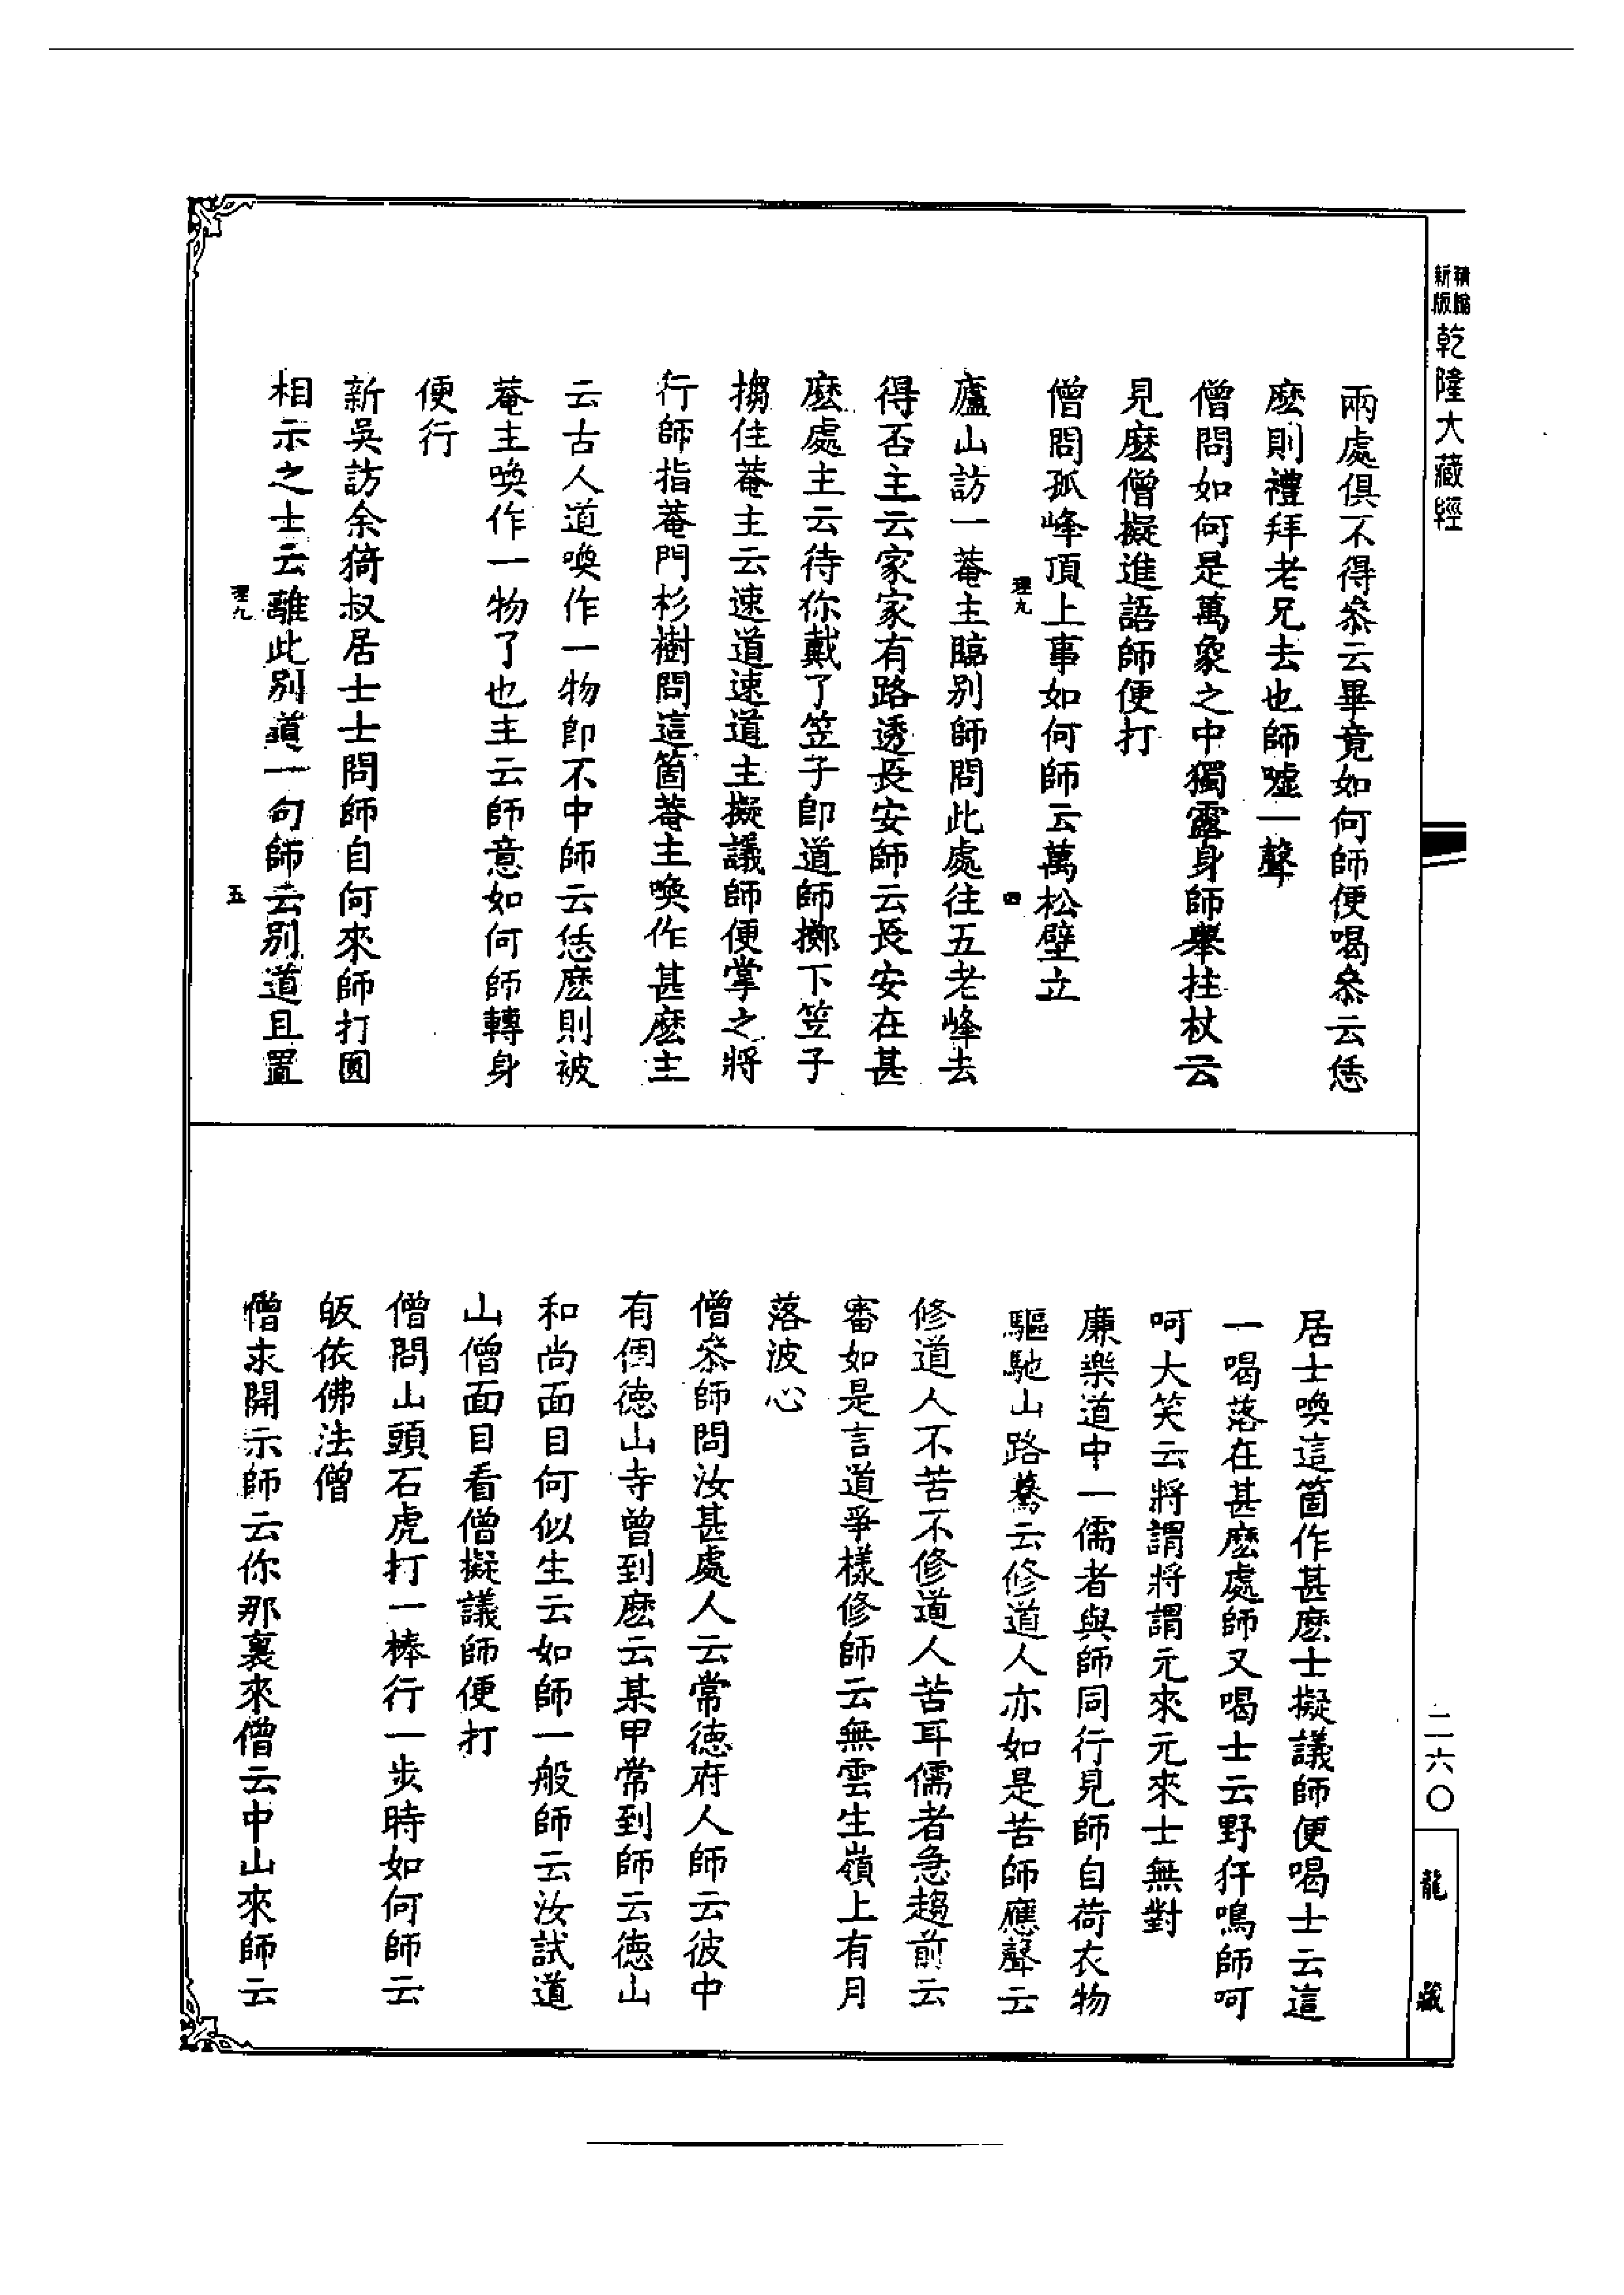 精縮
新版
乾隆大藏經
兩處俱不得叅云畢竟如何師便喝叅云恁
麽則禮拜老兄去也師噓一聲
僧問如何是萬象之中獨露身師舉拄杖云
見麽僧擬進語師便打
僧問孤峰頂上事如何師云萬松壁立
理九
四
廬山訪一菴主臨别師問此處往五老峰去
得否主云家家有路透長安師云長安在甚
麽處主云待你戴了笠子卽道師擲下笠子
搊住菴主云速道速道主擬議師便掌之將
行師指菴門杉樹問這箇菴主喚作甚麽主
云古人道喚作一物卽不中師云恁麽則被
菴主喚作一物了也主云師意如何師轉身
便行
新吳訪余猗叔居士士問師自何來師打圓
相示之士云離此别道一句師云别道且置
理九
五
居士喚這箇作甚麽士擬議師便喝士云這
一喝落在甚麽處師又喝士云野犴鳴師呵
呵大笑云將謂將謂元來元來士無對
廉樂道中一儒者與師同行見師自荷衣物
驅馳山路驀云修道人亦如是苦師應聲云
修道人不苦不修道人苦耳儒者急趨前云
審如是言道爭樣修師云無雲生嶺上有月
落波心
僧叅師問汝甚處人云常德府人師云彼中
有個德山寺曾到麽云某甲常到師云德山
和尚面目何似生云如師一般師云汝試道
山僧面目看僧擬議師便打
僧問山頭石虎打一棒行一步時如何師云
皈依佛法僧
僧求開示師云你那裏來僧云中山來師云
二六〇
龍藏